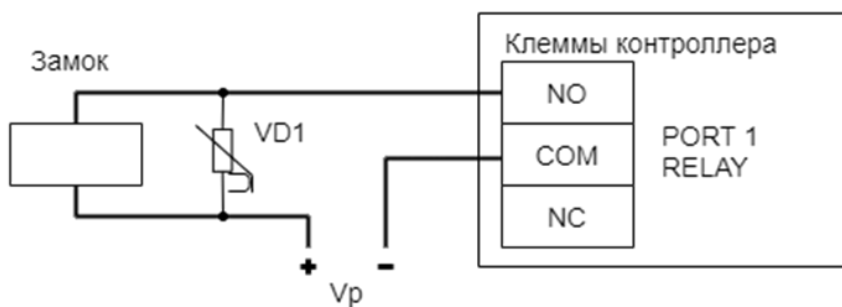 Клеммы контроллера
Замок
NO
VD1
COM
PORT 1
RELAY
NC
+ −
Vp